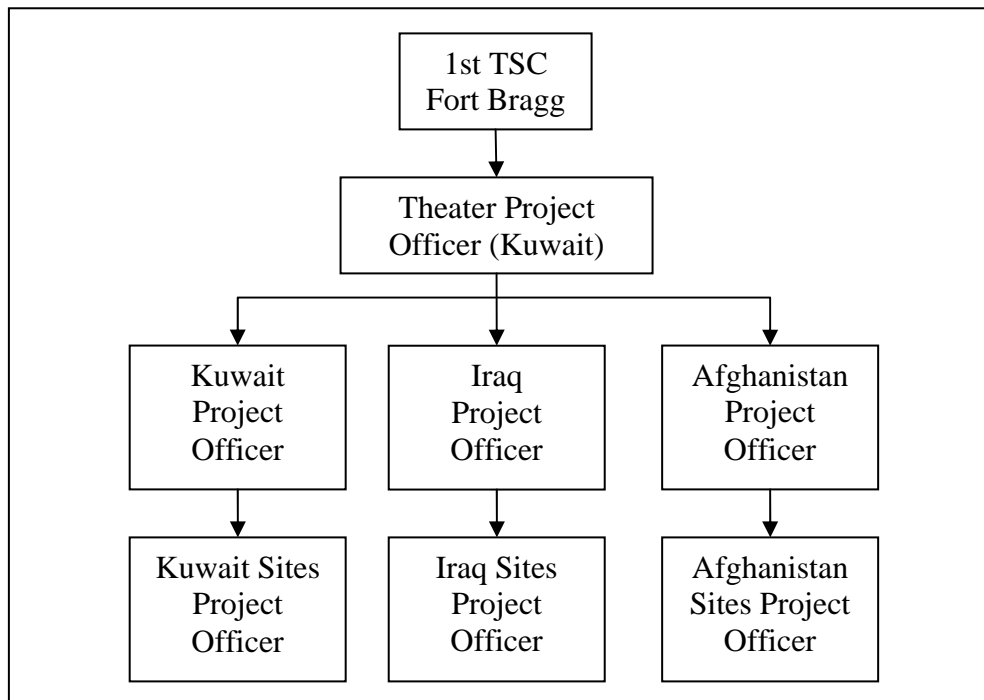 1st TSC
Fort Bragg
Theater Project
Officer (Kuwait)
Kuwait
Project
Officer
Iraq
Project
Officer
Afghanistan
Project
Officer
Kuwait Sites
Project
Officer
Iraq Sites
Project
Officer
Afghanistan
Sites Project
Officer